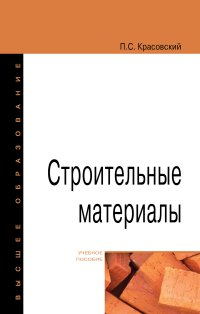 П.С. Красовский
ВЫСШЕЕ ОБРАЗОВАНИЕ
Строительные
материалы
УЧЕБНОЕ
ПОСОБИЕ